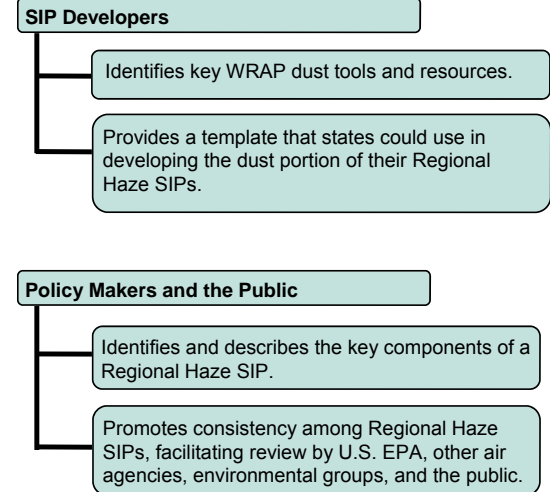 SIP Developers
Identifies key WRAP dust tools and resources.
Provides a template that states could use in
developing the dust portion of their Regional
Haze SIPs.
Policy Makers and the Public
Identifies and describes the key components of a
Regional Haze SIP.
Promotes consistency among Regional Haze
SIPs, facilitating review by U.S. EPA, other air
agencies, environmental groups, and the public.